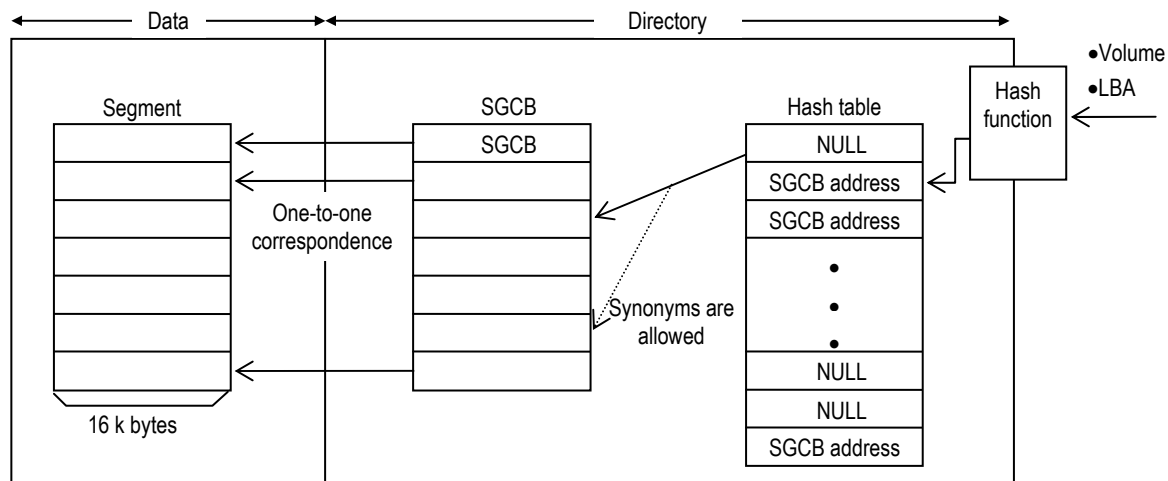 Data
Directory
•Volume
•LBA
Hash
function
Segment
SGCB
Hash table
SGCB
NULL
SGCB address
SGCB address
One-to-one
correspondence
Synonyms are
allowed
NULL
NULL
SGCB address
16 k bytes